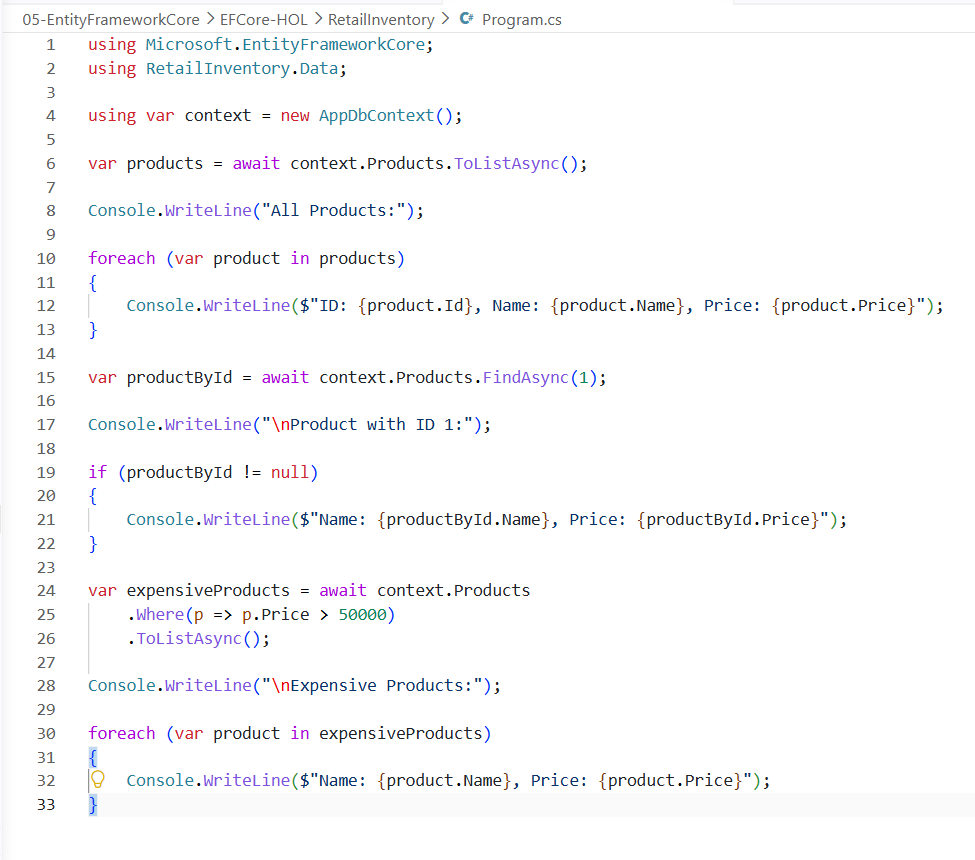 05-EntityFrameworkCore > EFCore-HOL > RetailInventory > C# Program.cs
1 using Microsoft.EntityFrameworkCore;
2 using RetailInventory.Data;
3
4 using var context = new AppDbContext();
5
6 var products = await context.Products.ToListAsync();
7
8 Console.WriteLine("All Products:");
9
10 foreach (var product in products)
11 {
12     Console.WriteLine($"ID: {product.Id}, Name: {product.Name}, Price: {product.Price}");
13 }
14
15 var productById = await context.Products.FindAsync(1);
16
17 Console.WriteLine("\nProduct with ID 1:");
18
19 if (productById != null)
20 {
21     Console.WriteLine($"Name: {productById.Name}, Price: {productById.Price}");
22 }
23
24 var expensiveProducts = await context.Products
25     .Where(p => p.Price > 50000)
26     .ToListAsync();
27
28 Console.WriteLine("\nExpensive Products:");
29
30 foreach (var product in expensiveProducts)
31 {
32     Console.WriteLine($"Name: {product.Name}, Price: {product.Price}");
33 }